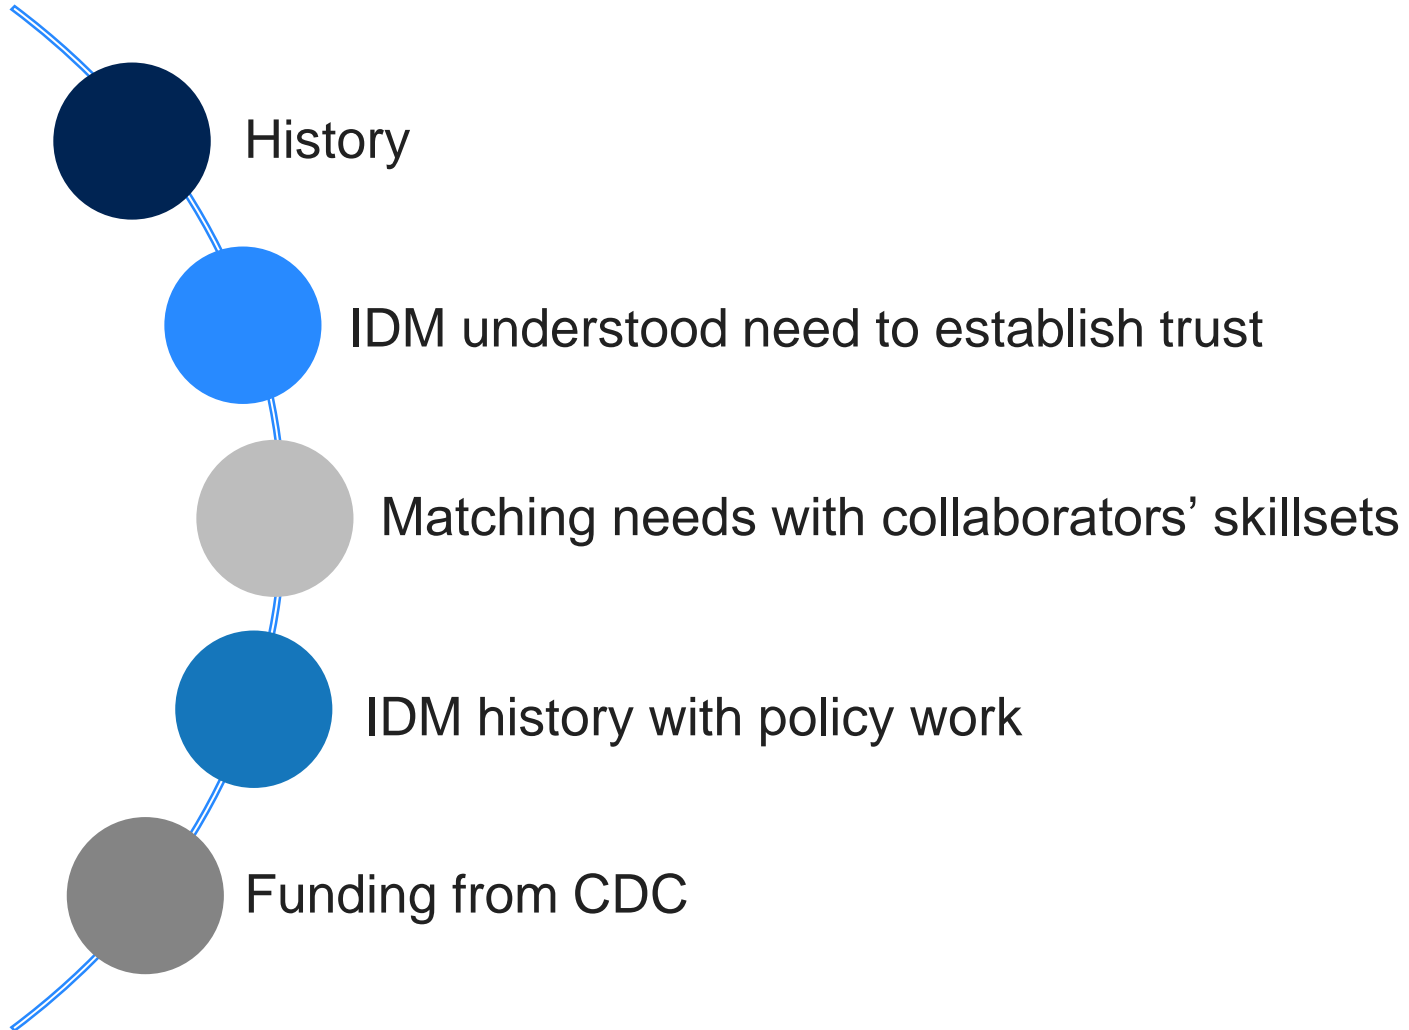 History
IDM understood need to establish trust
Matching needs with collaborators’ skillsets
IDM history with policy work
Funding from CDC